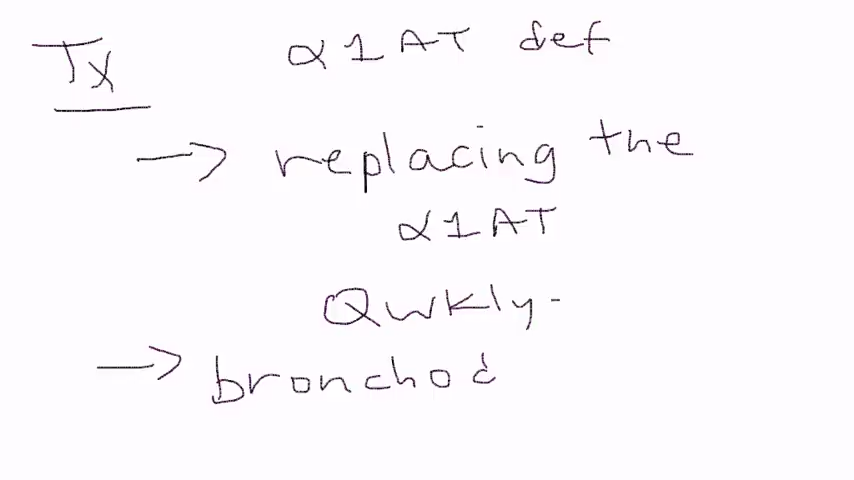 Tx α1AT def
→ replacing the
α1AT
Qwkly-
→ bronchod